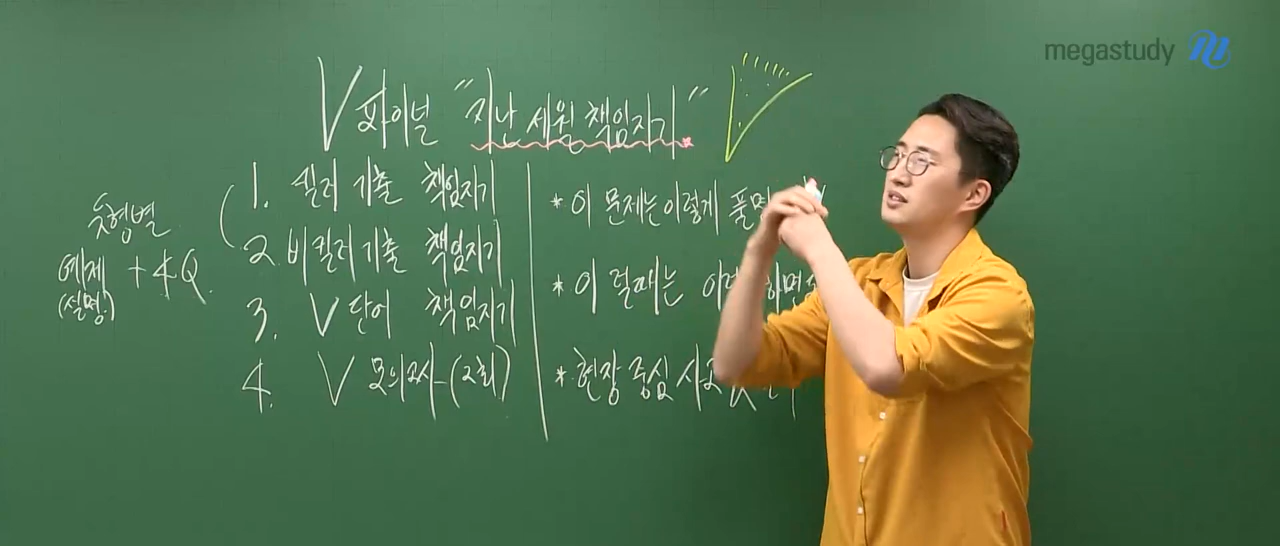 megastudy
V 파이널 "지난 세월 책임지기"
유형별
예제 + 4Q.
(설명)
1. 킬러 기출 책임지기
2. 비킬러 기출 책임지기
3. V 단어 책임지기
4. V 모의고사-(2회)
* 이 문제는 이렇게 풀면
* 이 럴때는
* 현장 중심 사고